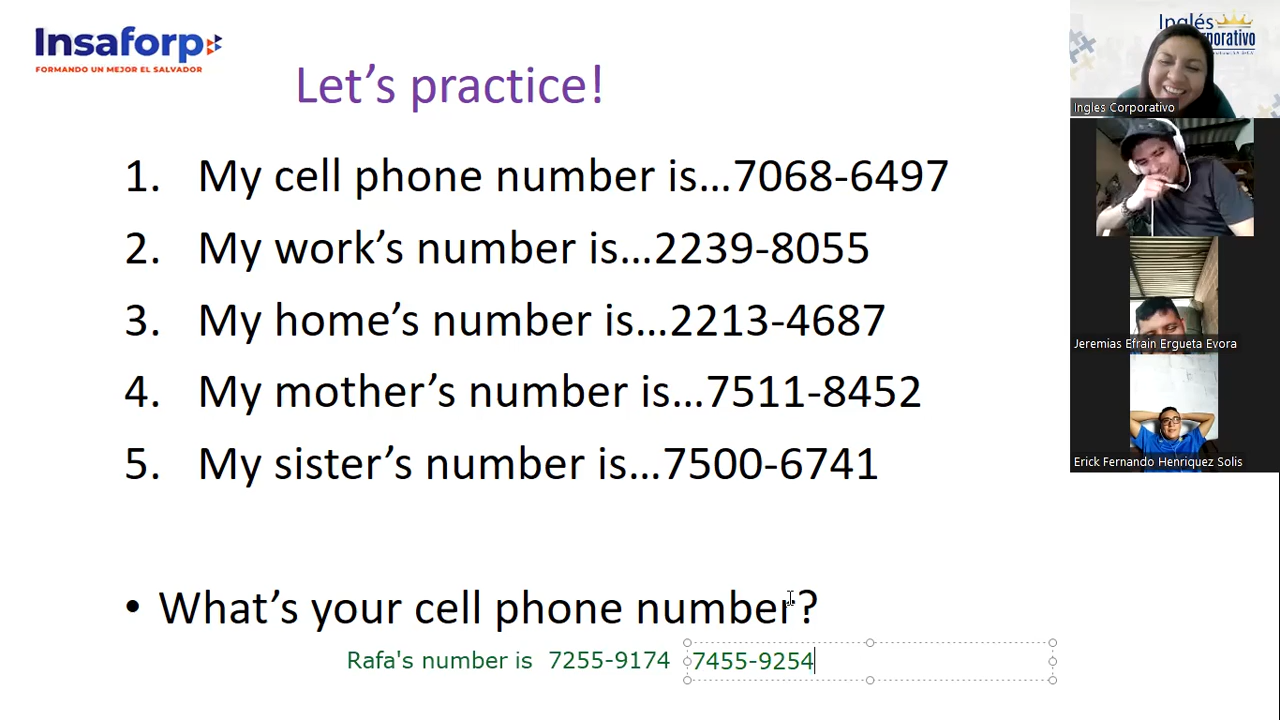 Insaforp
FORMANDO UN MEJOR EL SALVADOR
Let’s practice!
1. My cell phone number is…7068-6497
2. My work’s number is…2239-8055
3. My home’s number is…2213-4687
4. My mother’s number is…7511-8452
5. My sister’s number is…7500-6741
• What’s your cell phone number?
Rafa's number is 7255-9174 7455-9254
Inglés
Ingles Corporativo
Jeremias Efrain Ergueta Evora
Erick Fernando Henriquez Solis